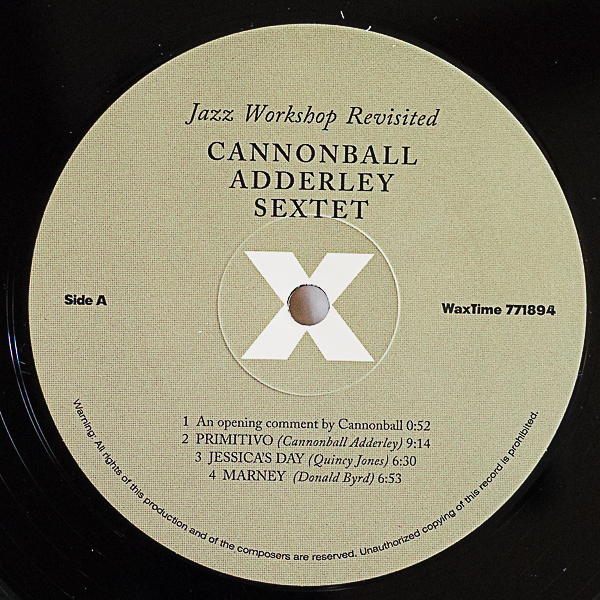 Jazz Workshop Revisited
CANNONBALL
ADDERLEY
SEXTET
X
Side A
WaxTime 771894
1 An opening comment by Cannonball 0:52
2 PRIMITIVO (Cannonball Adderley) 9:14
3 JESSICA'S DAY (Quincy Jones) 6:30
4 MARNEY (Donald Byrd) 6:53
Warning: All rights of this production and of the composers are reserved. Unauthorized copying of this record is prohibited.